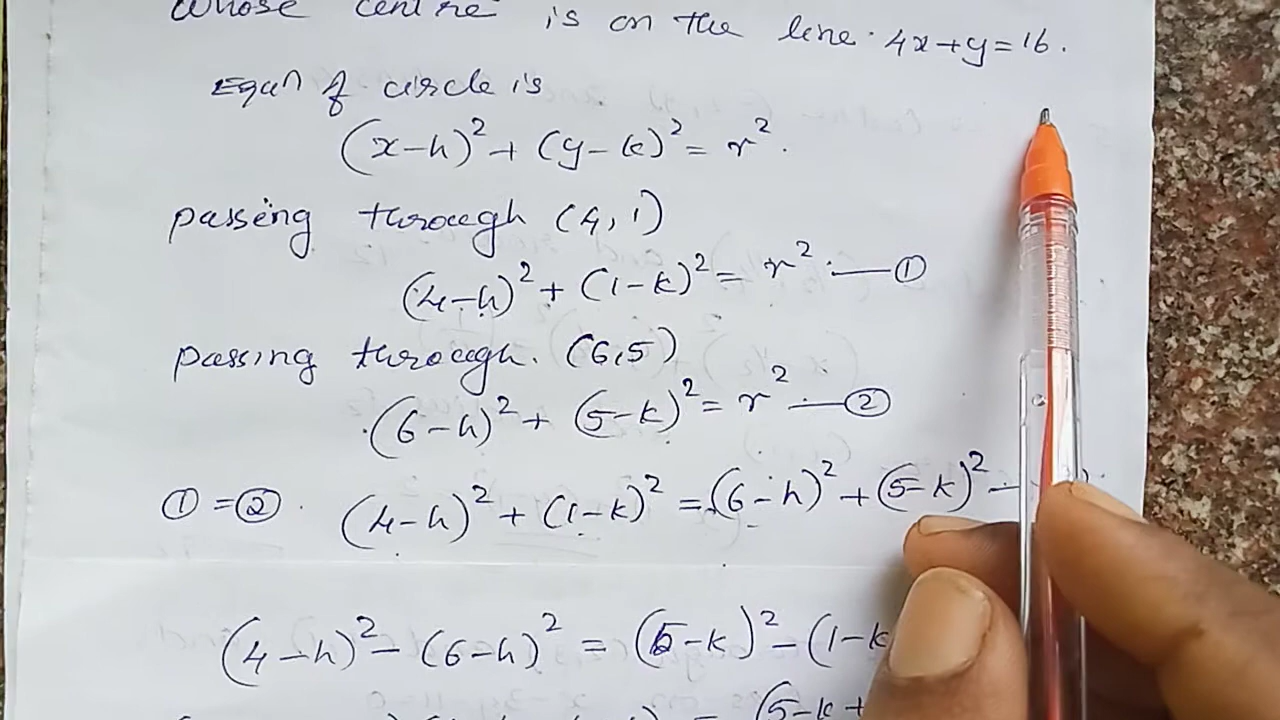 whose centre is on the line 4x+y=16.
Equn of circle is
(x-h)²+(y-k)²=r².
passing through (4,1)
(4-h)²+(1-k)²=r². —①
passing through. (6,5)
(6-h)²+(5-k)²=r² —②
①=②. (4-h)²+(1-k)²=(6-h)²+(5-k)²
(4-h)²-(6-h)²=(5-k)²-(1-k
(5-k+